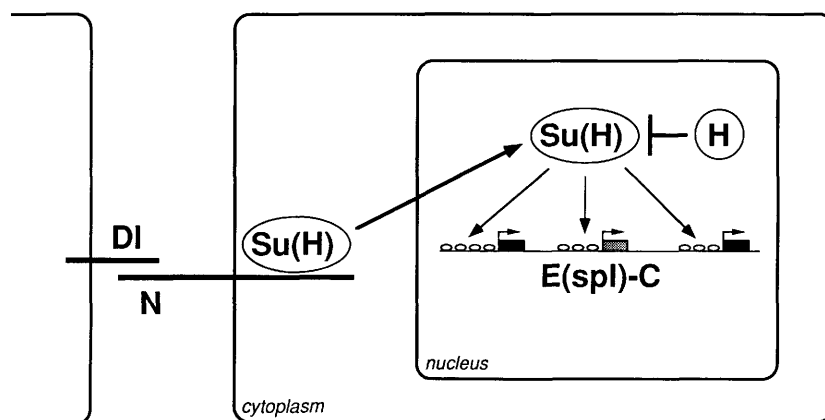 Su(H)
H
Dl
Su(H)
N
E(spl)-C
nucleus
cytoplasm